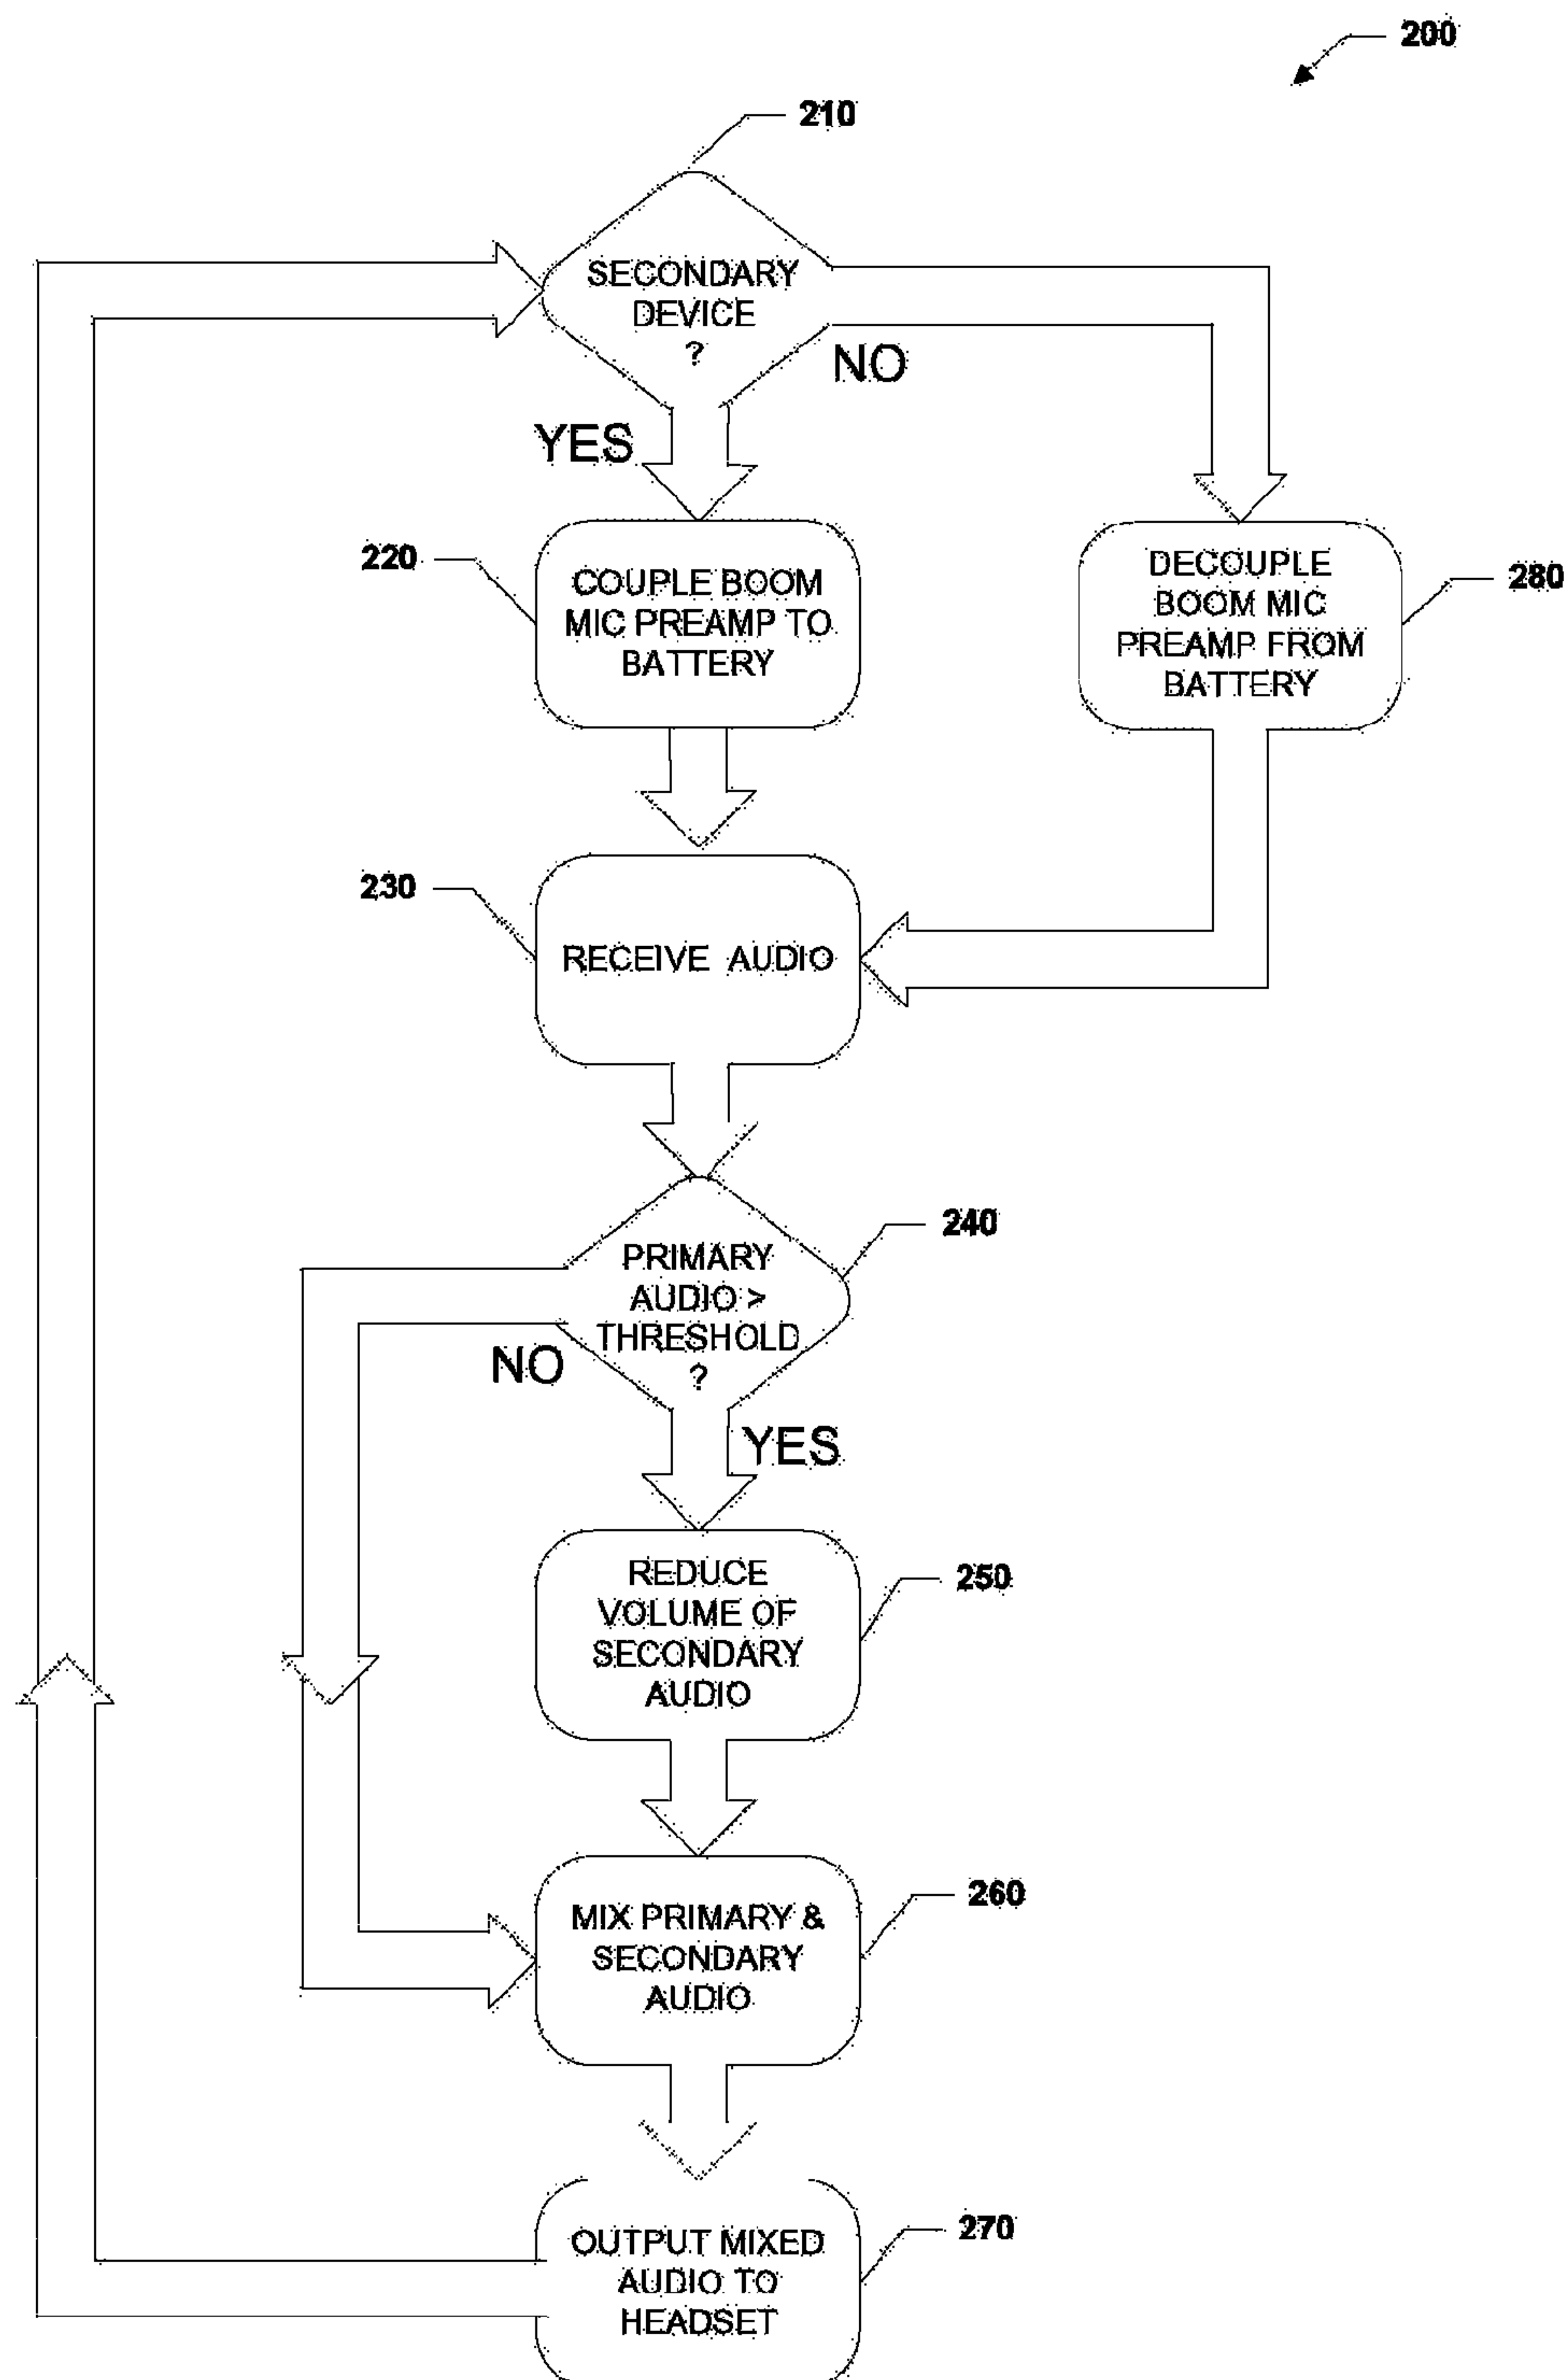 200
210
SECONDARY
DEVICE
?
NO
YES
220
COUPLE BOOM
MIC PREAMP TO
BATTERY
DECOUPLE
BOOM MIC
PREAMP FROM
BATTERY
280
230
RECEIVE AUDIO
240
PRIMARY
AUDIO >
THRESHOLD
?
NO
YES
REDUCE
VOLUME OF
SECONDARY
AUDIO
250
MIX PRIMARY &
SECONDARY
AUDIO
260
OUTPUT MIXED
AUDIO TO
HEADSET
270